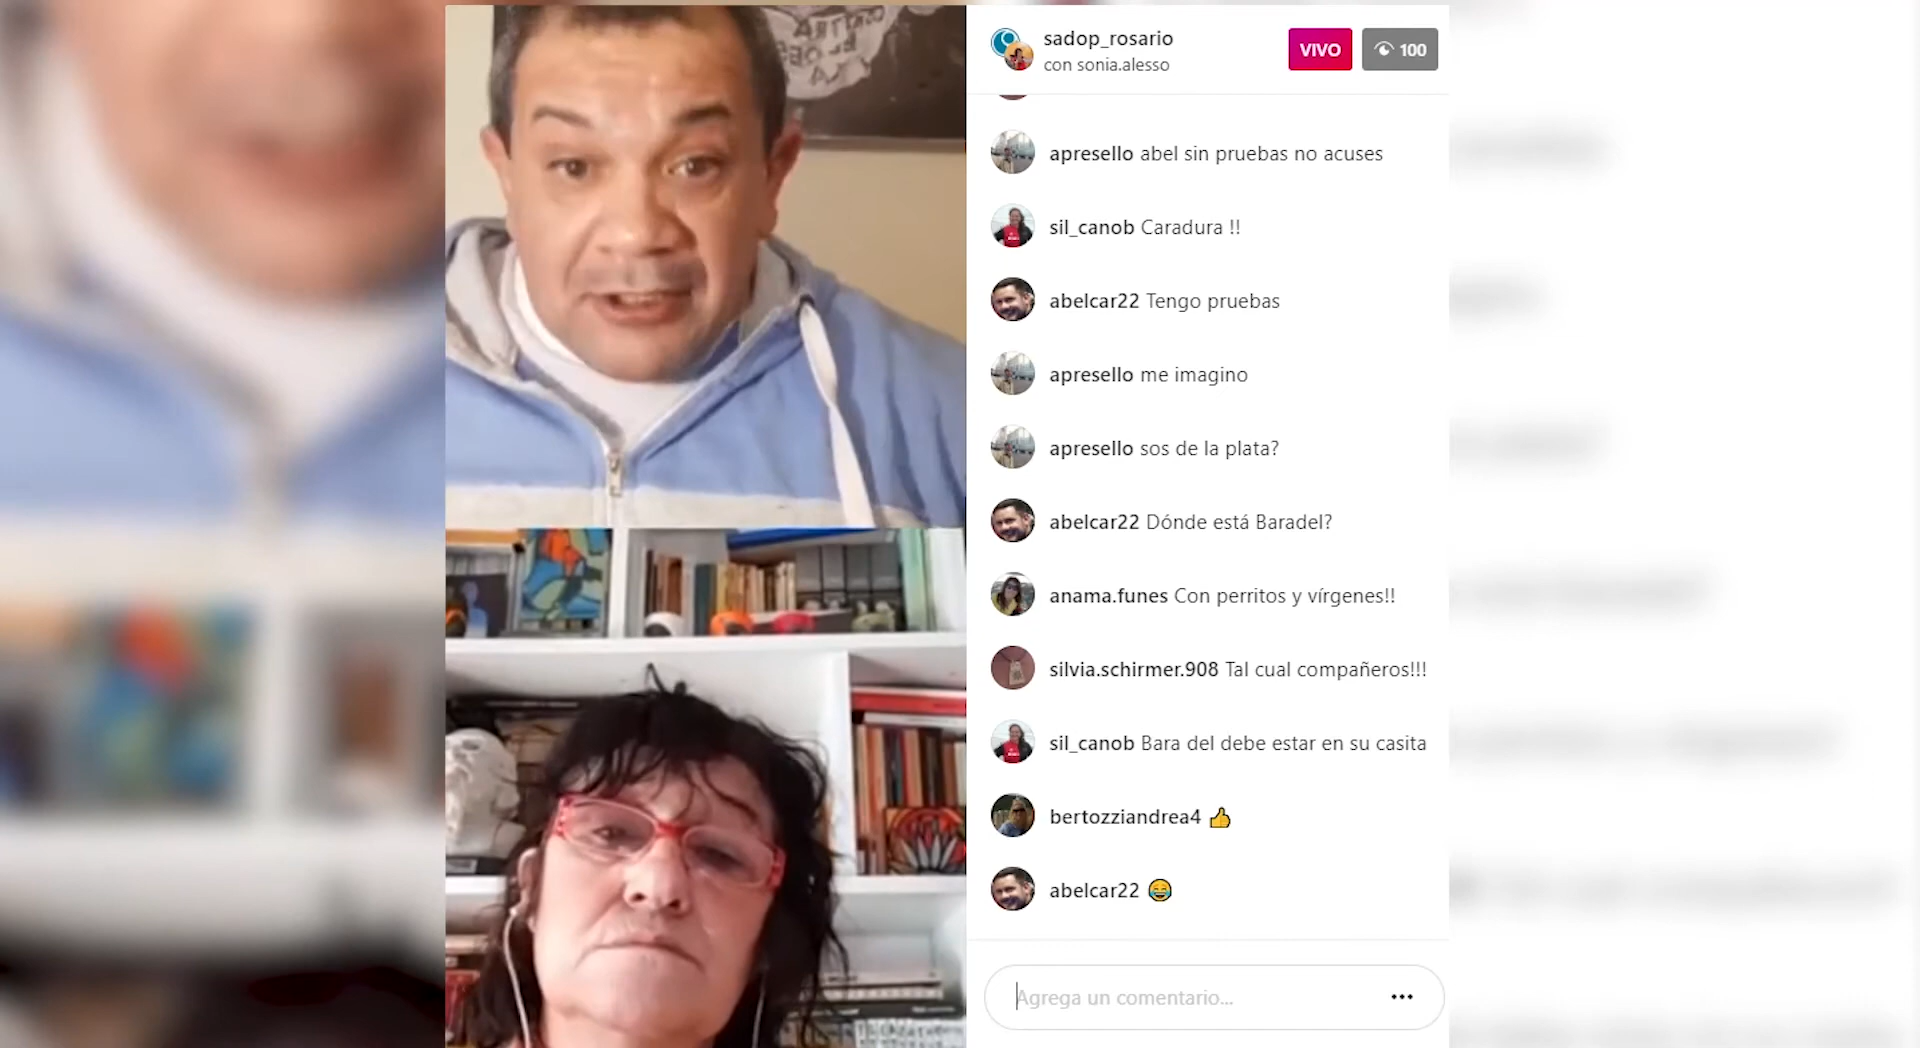 CONTRA
sadop_rosario
con sonia.alesso
VIVO
100
apresello abel sin pruebas no acuses
sil_canob Caradura !!
abelcar22 Tengo pruebas
apresello me imagino
apresello sos de la plata?
abelcar22 Dónde está Baradel?
anama.funes Con perritos y vírgenes!!
silvia.schirmer.908 Tal cual compañeros!!!
sil_canob Bara del debe estar en su casita
bertozziandrea4 👍
abelcar22 😂
Agrega un comentario...